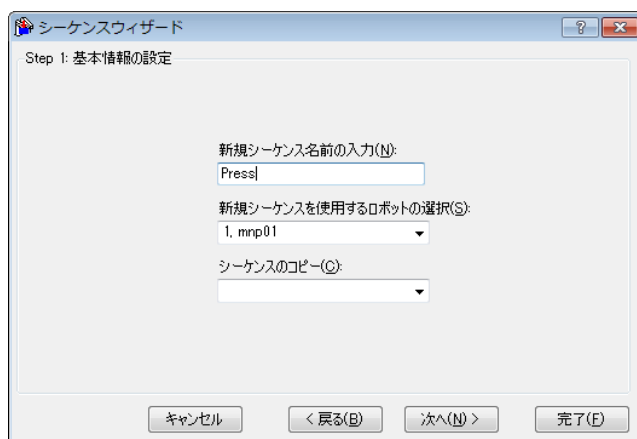 シーケンスウィザード
Step 1: 基本情報の設定
新規シーケンス名前の入力(N):
Press
新規シーケンスを使用するロボットの選択(S):
1, mnp01
シーケンスのコピー(C):
キャンセル
< 戻る(B)
次へ(N) >
完了(F)